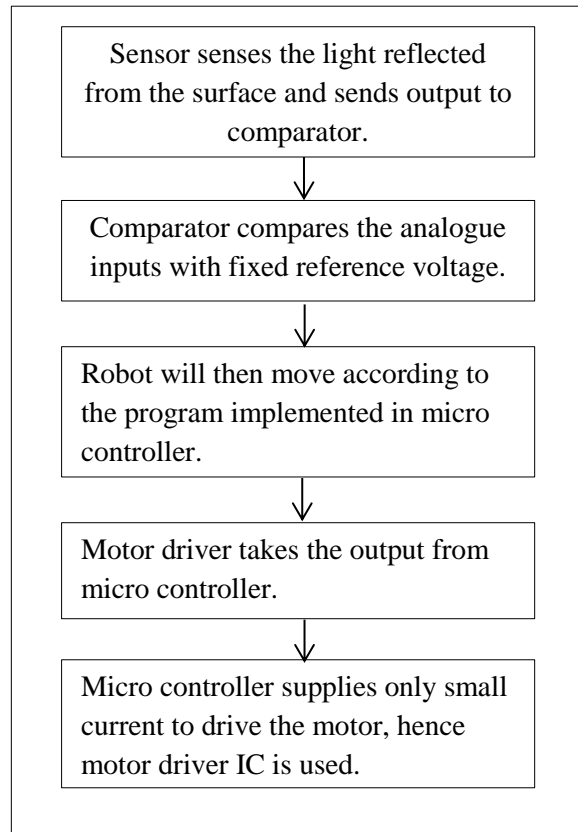 Sensor senses the light reflected
from the surface and sends output to
comparator.
Comparator compares the analogue
inputs with fixed reference voltage.
Robot will then move according to
the program implemented in micro
controller.
Motor driver takes the output from
micro controller.
Micro controller supplies only small
current to drive the motor, hence
motor driver IC is used.